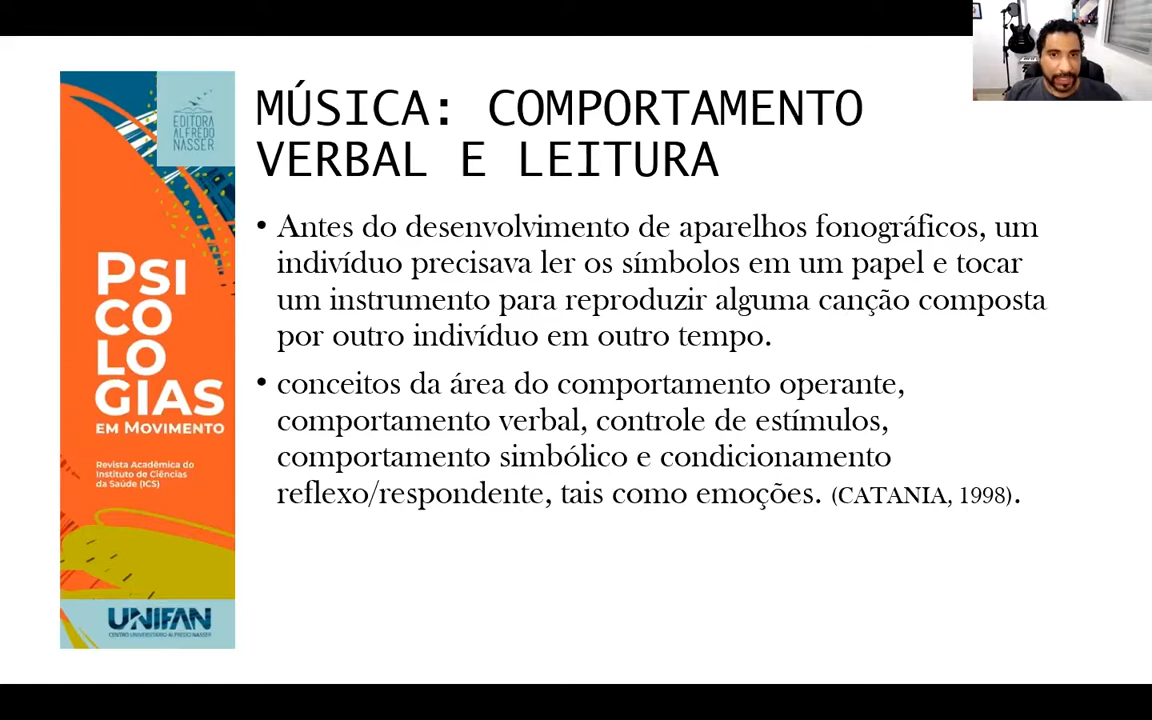 MÚSICA: COMPORTAMENTO
VERBAL E LEITURA
• Antes do desenvolvimento de aparelhos fonográficos, um
indivíduo precisava ler os símbolos em um papel e tocar
um instrumento para reproduzir alguma canção composta
por outro indivíduo em outro tempo.
• conceitos da área do comportamento operante,
comportamento verbal, controle de estímulos,
comportamento simbólico e condicionamento
reflexo/respondente, tais como emoções. (CATANIA, 1998).
EDITORA
ALFREDO
NASSER
PSI
CO
LO
GIAS
EM MOVIMENTO
Revista Acadêmica do
Instituto de Ciências
da Saúde (ICS)
UNIFAN
CENTRO UNIVERSITÁRIO ALFREDO NASSER